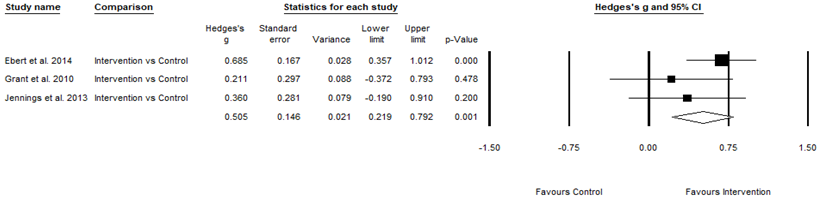 Study name Comparison Statistics for each study Hedges's g and 95% CI
Hedges's Standard Lower Upper
g error Variance limit limit p-Value
Ebert et al. 2014 Intervention vs Control 0.685 0.167 0.028 0.357 1.012 0.000
Grant et al. 2010 Intervention vs Control 0.211 0.297 0.088 -0.372 0.793 0.478
Jennings et al. 2013 Intervention vs Control 0.360 0.281 0.079 -0.190 0.910 0.200
0.505 0.146 0.021 0.219 0.792 0.001
-1.50 -0.75 0.00 0.75 1.50
Favours Control Favours Intervention